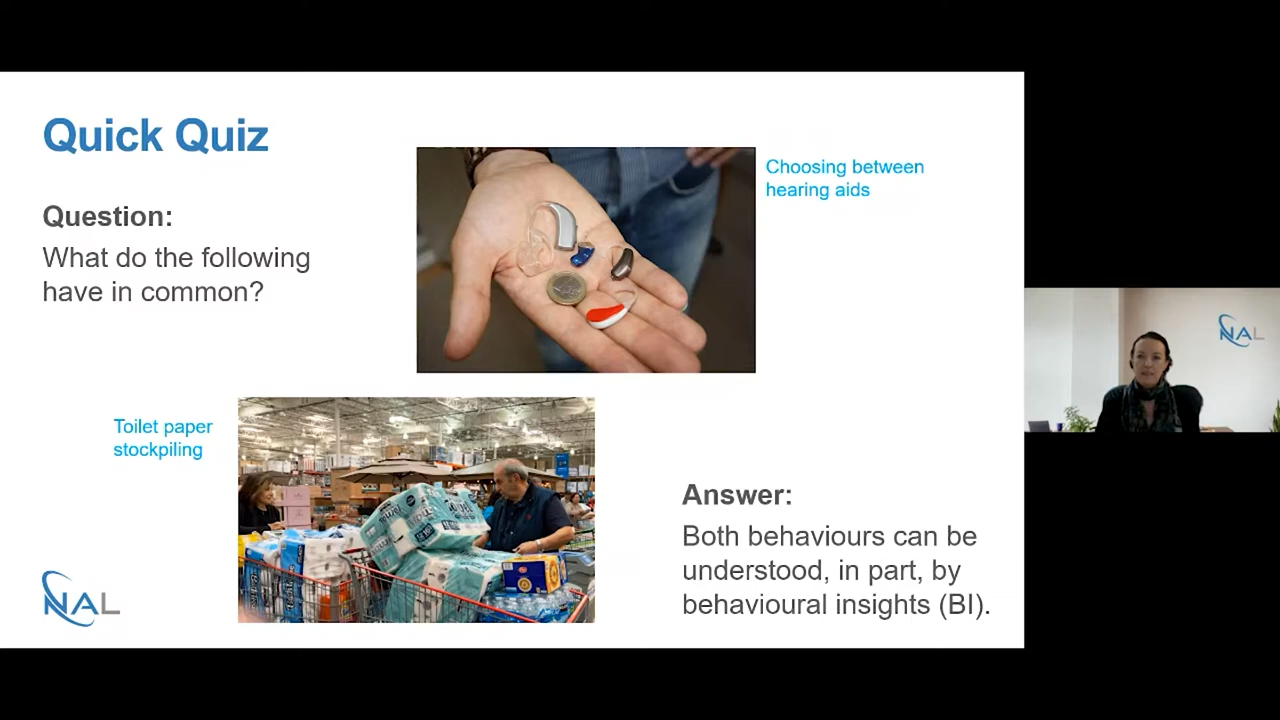 Quick Quiz
Choosing between
hearing aids
Question:
What do the following
have in common?
NAL
Toilet paper
stockpiling
Answer:
Both behaviours can be
understood, in part, by
behavioural insights (BI).
NAL